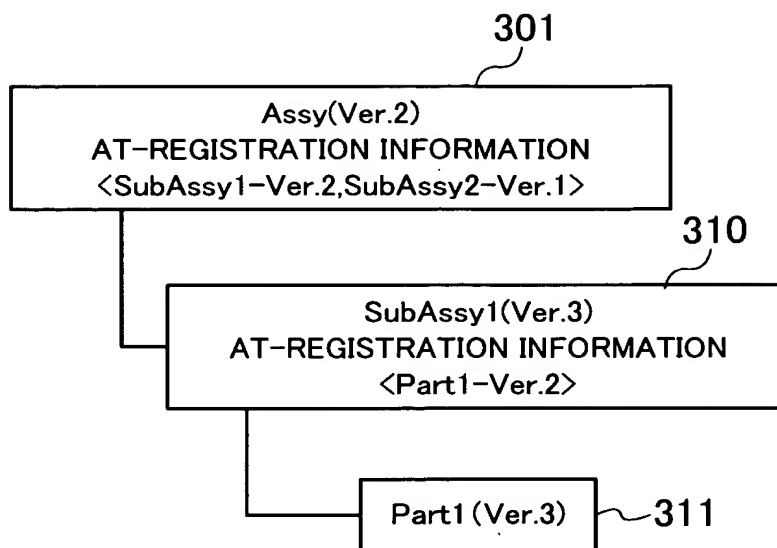 301
Assy(Ver.2)
AT-REGISTRATION INFORMATION
<SubAssy1-Ver.2,SubAssy2-Ver.1>
310
SubAssy1(Ver.3)
AT-REGISTRATION INFORMATION
<Part1-Ver.2>
Part1(Ver.3)
311